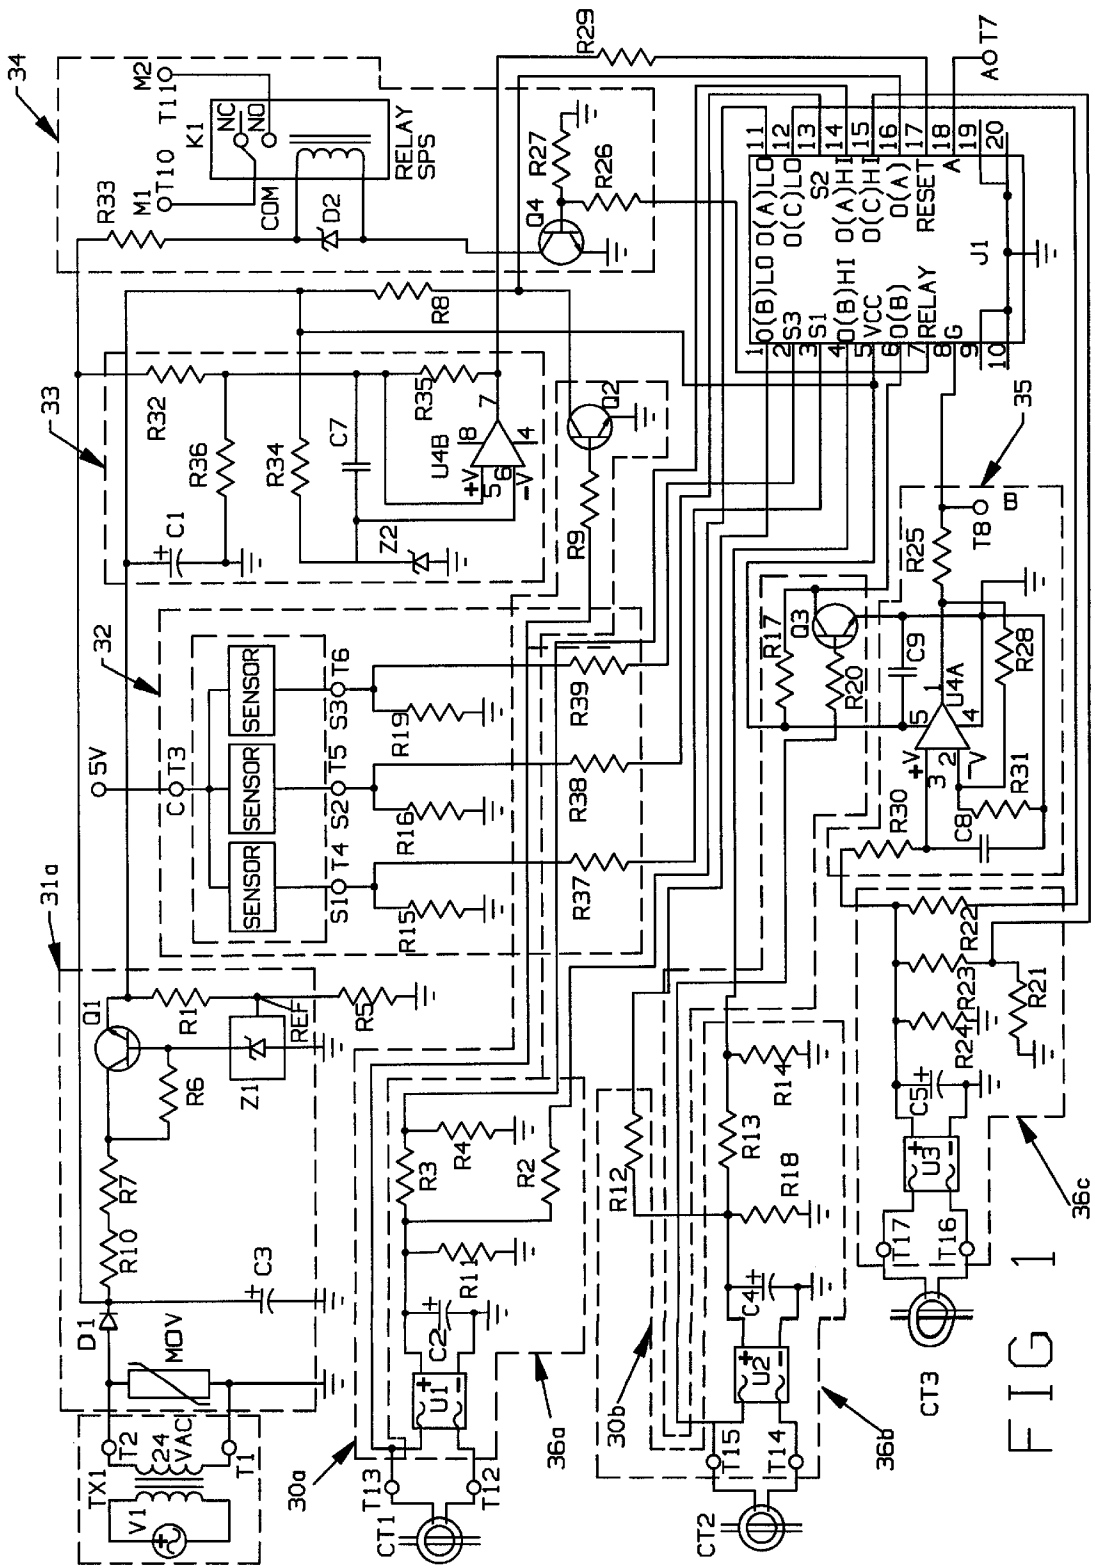 34
33
32
31a
M2
T11
M1
T10
K1
NC
NO
COM
RELAY
SPS
R33
D2
Q4
R27
R26
R29
R8
R32
R36
C1
R34
C7
R35
U4B
+V
-V
5
6
7
8
4
Z2
Q2
R9
5V
C
T3
SENSOR
SENSOR
SENSOR
S1
T4
S2
T5
S3
T6
R15
R16
R19
R37
R38
R39
TX1
V1
24
VAC
T2
T1
MOV
D1
C3
R10
R7
R6
Q1
R1
Z1
REF
R5
30a
CT1
T13
T12
U1
+
-
C2
+
R11
R3
R4
R2
36a
30b
CT2
T15
T14
U2
+
-
C4
+
R18
R13
R14
R12
36b
CT3
T17
T16
U3
+
-
C5
+
R24
R23
R22
R21
36c
R17
Q3
R20
C9
R30
+V
-V
3
2
5
1
4
U4A
C8
R31
R28
R25
T8
B
35
1 O(B)LO
2 S3
3 S1
4 O(B)HI
5 VCC
6 O(B)
7 RELAY
8 G
9
10
O(A)LO 11
O(C)LO 12
S2 13
O(A)HI 14
O(C)HI 15
O(A) 16
RESET 17
A 18
19
20
J1
A
T7
FIG 1